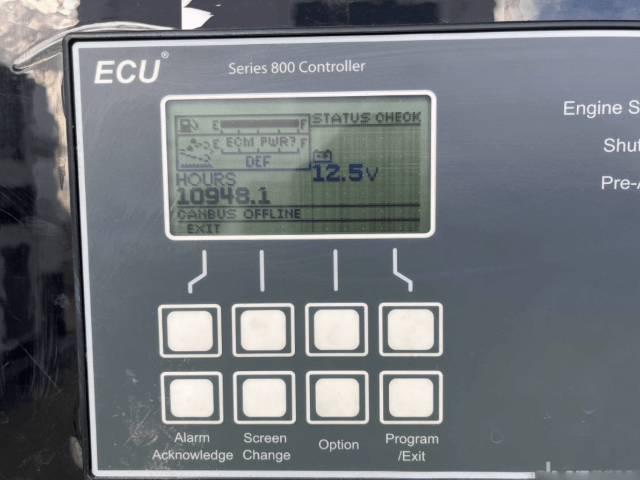 ECU®
Series 800 Controller
Engine S
Shut
Pre-A
E F STATUS CHECK
E ECM PWR? F
DEF
12.5V
HOURS
10948.1
CANBUS OFFLINE
EXIT
Alarm Acknowledge
Screen Change
Option
Program /Exit